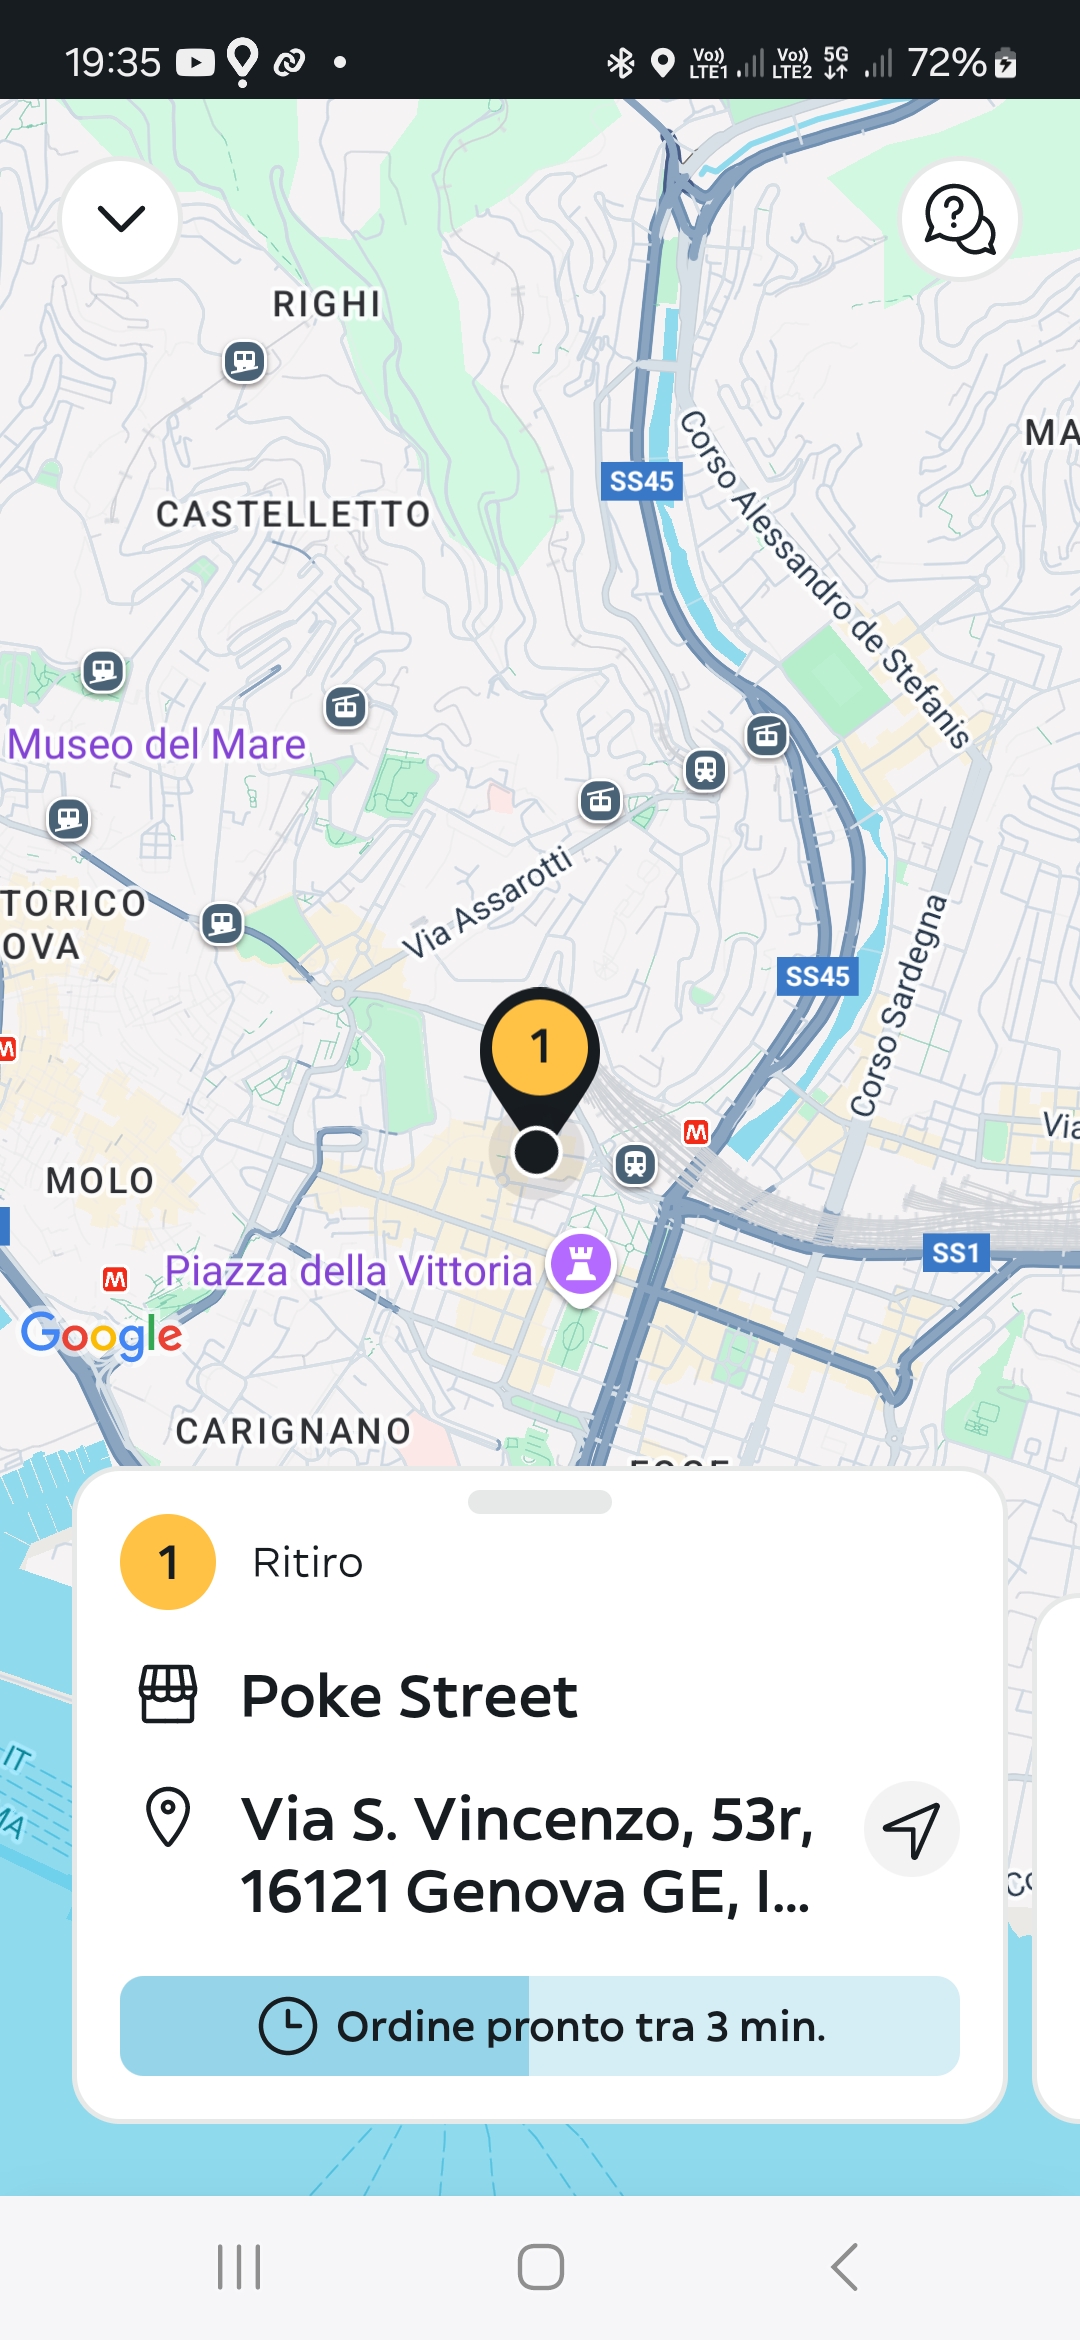 19:35
Vo)) LTE1
Vo)) LTE2
5G
72%
RIGHI
MA
SS45
Corso Alessandro de Stefanis
CASTELLETTO
Museo del Mare
Via Assarotti
TORICO
OVA
SS45
Corso Sardegna
1
M
M
Via
MOLO
SS1
Piazza della Vittoria
M
Google
CARIGNANO
1
Ritiro
Poke Street
IT
MA
Via S. Vincenzo, 53r,
16121 Genova GE, I...
Ordine pronto tra 3 min.